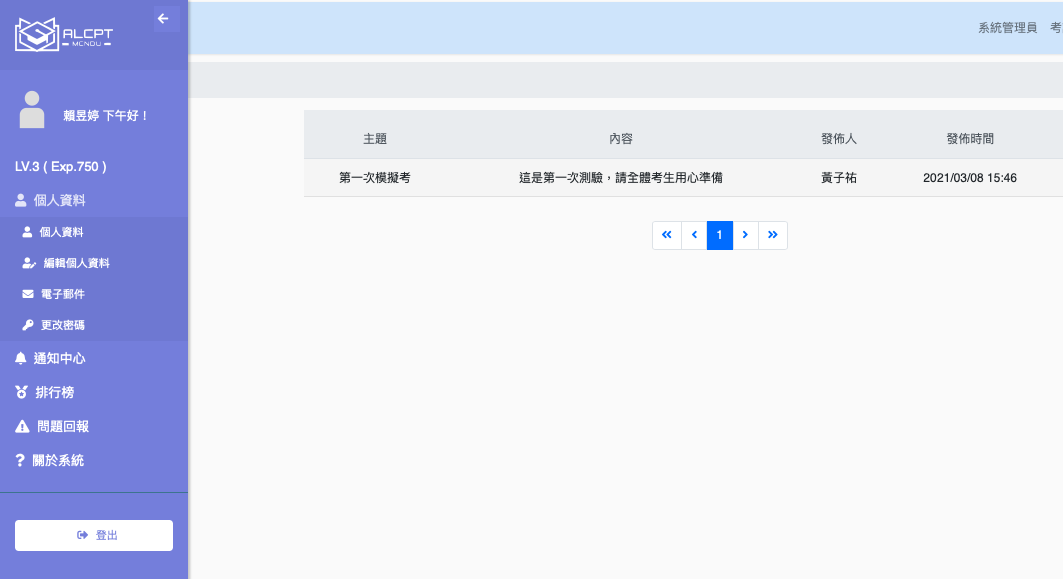 ALCPT
MCNDU
賴昱婷 下午好！
LV.3 ( Exp.750 )
個人資料
個人資料
編輯個人資料
電子郵件
更改密碼
通知中心
排行榜
問題回報
關於系統
登出
系統管理員 考
主題 內容 發佈人 發佈時間
第一次模擬考 這是第一次測驗，請全體考生用心準備 黃子祐 2021/03/08 15:46
« ‹ 1 › »